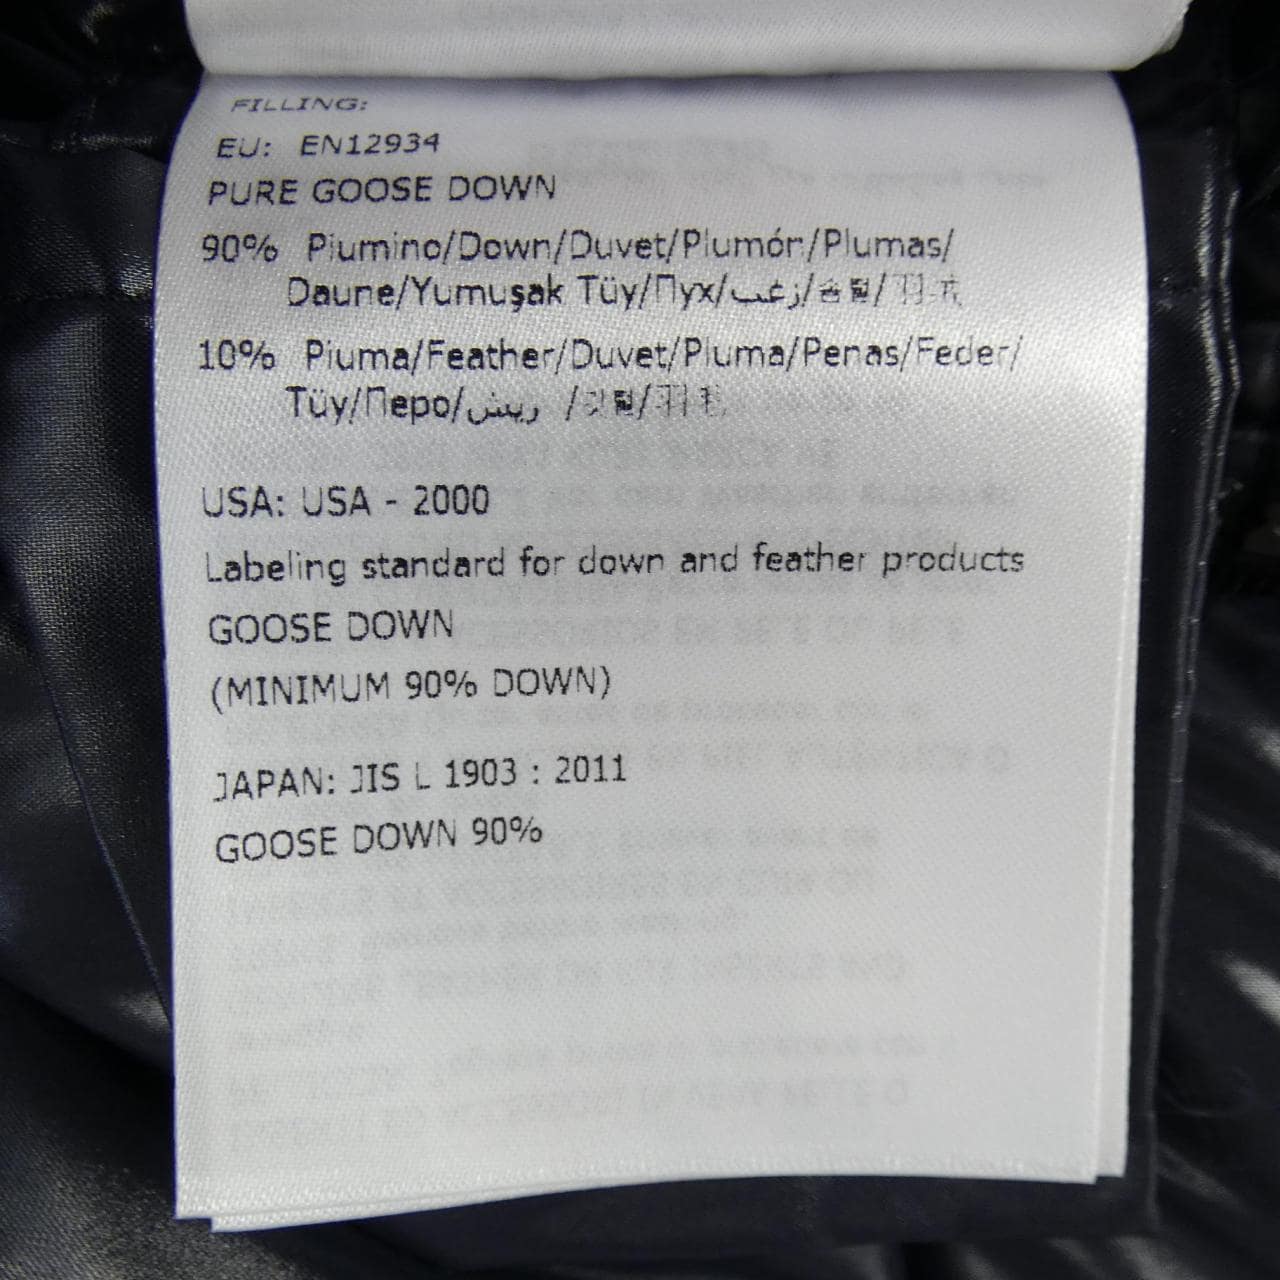 FILLING:
EU: EN12934
PURE GOOSE DOWN
90% Piumino/Down/Duvet/Plumón/Plumas/
Daune/Yumuşak Tüy/Пух/زغب/
10% Piuma/Feather/Duvet/Pluma/Penas/Feder/
Tüy/Перо/ريش /
USA: USA - 2000
Labeling standard for down and feather products
GOOSE DOWN
(MINIMUM 90% DOWN)
JAPAN: JIS L 1903 : 2011
GOOSE DOWN 90%